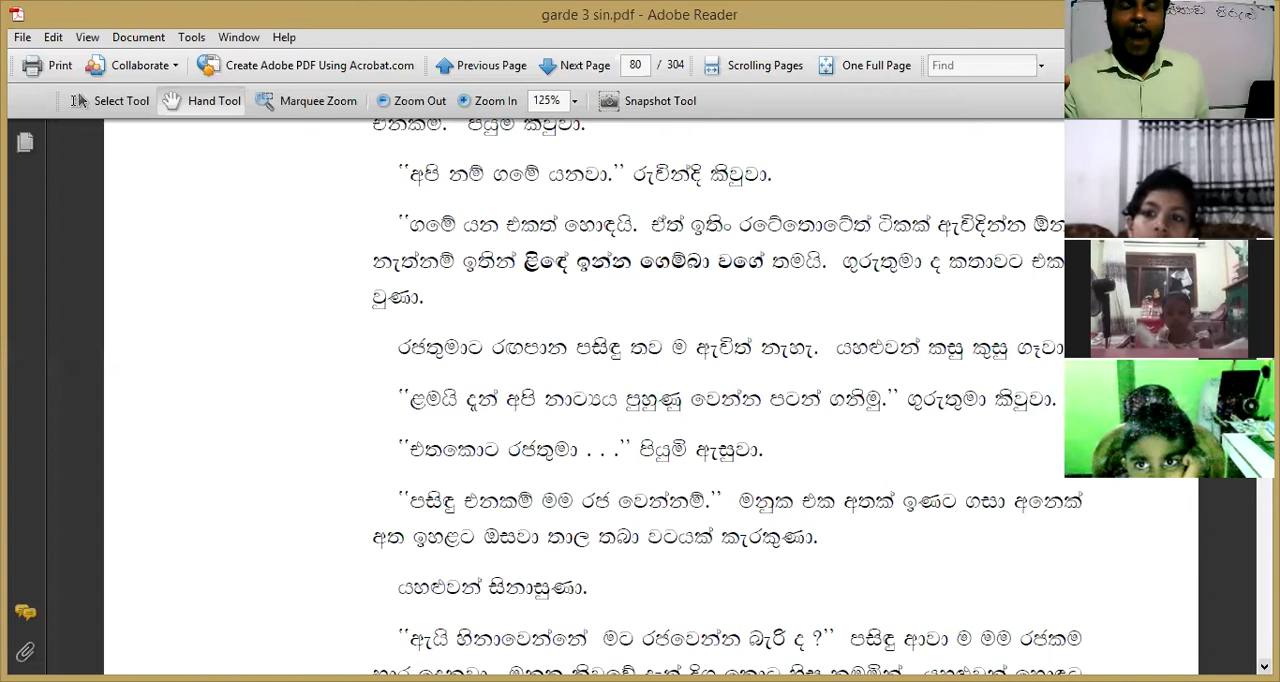 garde 3 sin.pdf - Adobe Reader
File Edit View Document Tools Window Help
Print Collaborate Create Adobe PDF Using Acrobat.com Previous Page Next Page 80 / 304 Scrolling Pages One Full Page Find
Select Tool Hand Tool Marquee Zoom Zoom Out Zoom In 125% Snapshot Tool
එනකම්. පියුමි කිවුවා.
“අපි නම් ගමේ යනවා.” රුවින්දි කිවුවා.
“ගමේ යන එකත් හොඳයි. ඒත් ඉතිං රටේතොටේත් ටිකක් ඇවිදින්න ඕන
නැත්නම් ඉතින් ළිඳේ ඉන්න ගෙම්බා වගේ තමයි. ගුරුතුමා ද කතාවට එක
වුණා.
රජතුමාට රඟපාන පසිඳු තව ම ඇවිත් නැහැ. යහළුවන් කසු කුසු ගෑවා
“ළමයි දැන් අපි නාට්‍යය පුහුණු වෙන්න පටන් ගනිමු.” ගුරුතුමා කිවුවා.
“එතකොට රජතුමා . . .” පියුමි ඇසුවා.
“පසිඳු එනකම් මම රජ වෙන්නම්.” මනුක එක අතක් ඉණට ගසා අනෙක්
අත ඉහළට ඔසවා තාල තබා වටයක් කැරකුණා.
යහළුවන් සිනාසුණා.
“ඇයි හිනාවෙන්නේ මට රජවෙන්න බැරි ද ?” පසිඳු ආවා ම මම රජකම